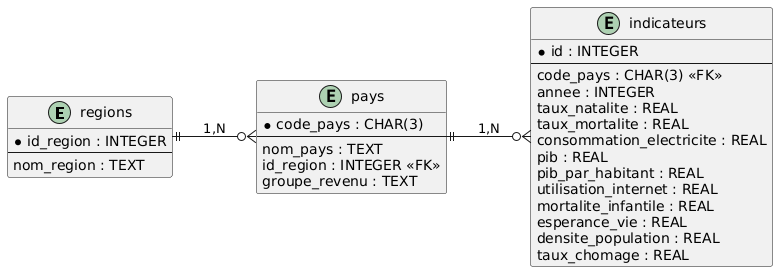 E regions
* id_region : INTEGER
nom_region : TEXT
1,N
E pays
* code_pays : CHAR(3)
nom_pays : TEXT
id_region : INTEGER «FK»
groupe_revenu : TEXT
1,N
E indicateurs
* id : INTEGER
code_pays : CHAR(3) «FK»
annee : INTEGER
taux_natalite : REAL
taux_mortalite : REAL
consommation_electricite : REAL
pib : REAL
pib_par_habitant : REAL
utilisation_internet : REAL
mortalite_infantile : REAL
esperance_vie : REAL
densite_population : REAL
taux_chomage : REAL